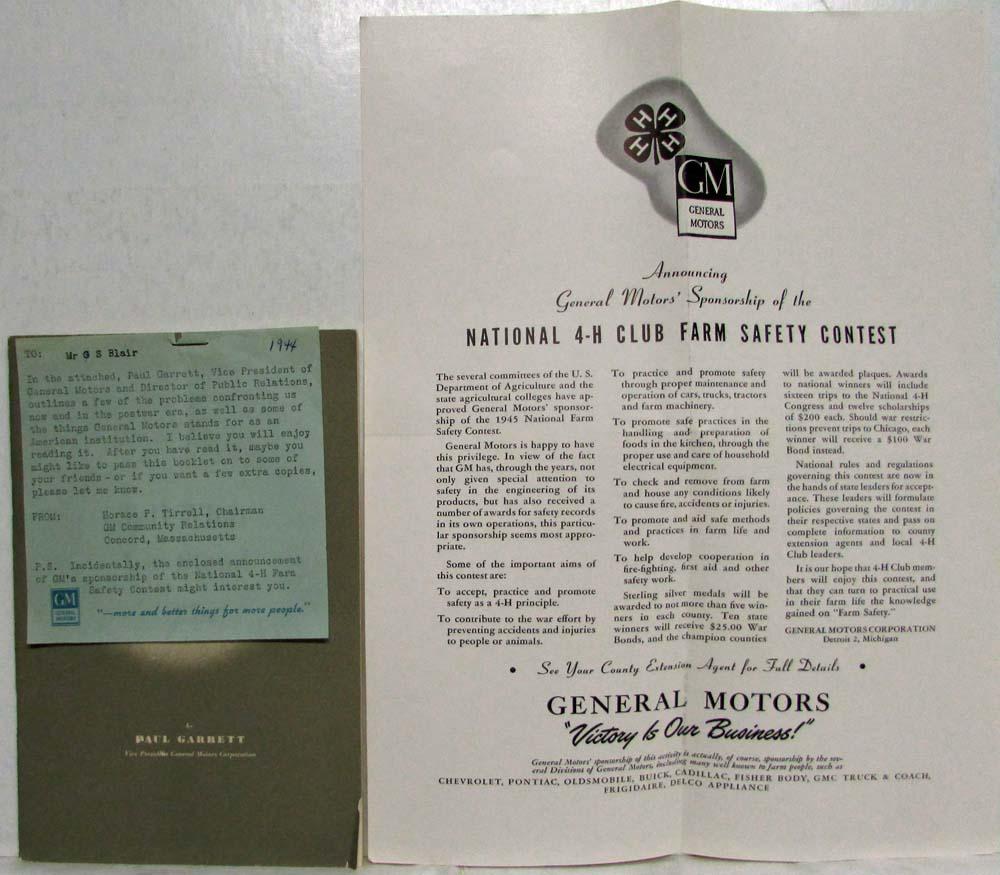 TO: Mr G S Blair
1944
In the attached, Paul Garrett, Vice President of
General Motors and Director of Public Relations,
outlines a few of the problems confronting us
now and in the postwar era, as well as some of
the things General Motors stands for as an
American institution. I believe you will enjoy
reading it. After you have read it, maybe you
might like to pass this booklet on to some of
your friends - or if you want a few extra copies,
please let me know.
FROM: Horace P. Tirrell, Chairman
GM Community Relations
Concord, Massachusetts
P.S. Incidentally, the enclosed announcement
of GM's sponsorship of the National 4-H Farm
Safety Contest might interest you.
GM
GENERAL
MOTORS
"—more and better things for more people."
by
PAUL GARRETT
Vice President General Motors Corporation
H H
H H
GM
GENERAL
MOTORS
Announcing
General Motors' Sponsorship of the
NATIONAL 4-H CLUB FARM SAFETY CONTEST
The several committees of the U. S.
Department of Agriculture and the
state agricultural colleges have ap-
proved General Motors' sponsor-
ship of the 1945 National Farm
Safety Contest.
General Motors is happy to have
this privilege. In view of the fact
that GM has, through the years, not
only given special attention to
safety in the engineering of its
products, but has also received a
number of awards for safety records
in its own operations, this particu-
lar sponsorship seems most appro-
priate.
Some of the important aims of
this contest are:
To accept, practice and promote
safety as a 4-H principle.
To contribute to the war effort by
preventing accidents and injuries
to people or animals.
To practice and promote safety
through proper maintenance and
operation of cars, trucks, tractors
and farm machinery.
To promote safe practices in the
handling and preparation of
foods in the kitchen, through the
proper use and care of household
electrical equipment.
To check and remove from farm
and house any conditions likely
to cause fire, accidents or injuries.
To promote and aid safe methods
and practices in farm life and
work.
To help develop cooperation in
fire-fighting, first aid and other
safety work.
Sterling silver medals will be
awarded to not more than five win-
ners in each county. Ten state
winners will receive $25.00 War
Bonds, and the champion counties
will be awarded plaques. Awards
to national winners will include
sixteen trips to the National 4-H
Congress and twelve scholarships
of $200 each. Should war restric-
tions prevent trips to Chicago, each
winner will receive a $100 War
Bond instead.
National rules and regulations
governing this contest are now in
the hands of state leaders for accept-
ance. These leaders will formulate
policies governing the contest in
their respective states and pass on
complete information to county
extension agents and local 4-H
Club leaders.
It is our hope that 4-H Club mem-
bers will enjoy this contest, and
that they can turn to practical use
in their farm life the knowledge
gained on "Farm Safety."
GENERAL MOTORS CORPORATION
Detroit 2, Michigan
• See Your County Extension Agent for Full Details •
GENERAL MOTORS
"Victory Is Our Business!"
General Motors' sponsorship of this activity is actually, of course, sponsorship by the sev-
eral Divisions of General Motors, including many well known to farm people, such as
CHEVROLET, PONTIAC, OLDSMOBILE, BUICK, CADILLAC, FISHER BODY, GMC TRUCK & COACH,
FRIGIDAIRE, DELCO APPLIANCE